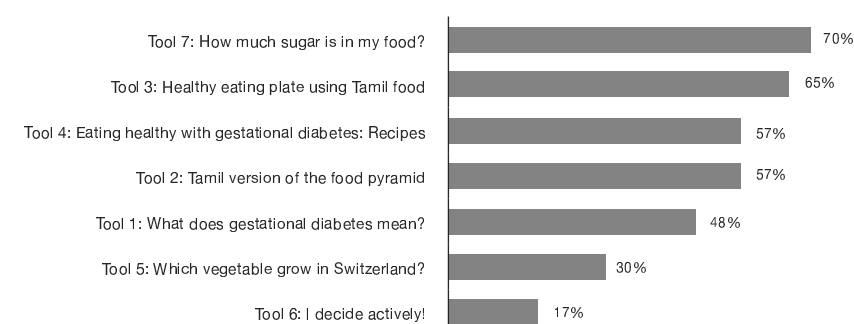 Tool 7: How much sugar is in my food? 70%
Tool 3: Healthy eating plate using Tamil food 65%
Tool 4: Eating healthy with gestational diabetes: Recipes 57%
Tool 2: Tamil version of the food pyramid 57%
Tool 1: What does gestational diabetes mean? 48%
Tool 5: Which vegetable grow in Switzerland? 30%
Tool 6: I decide actively! 17%